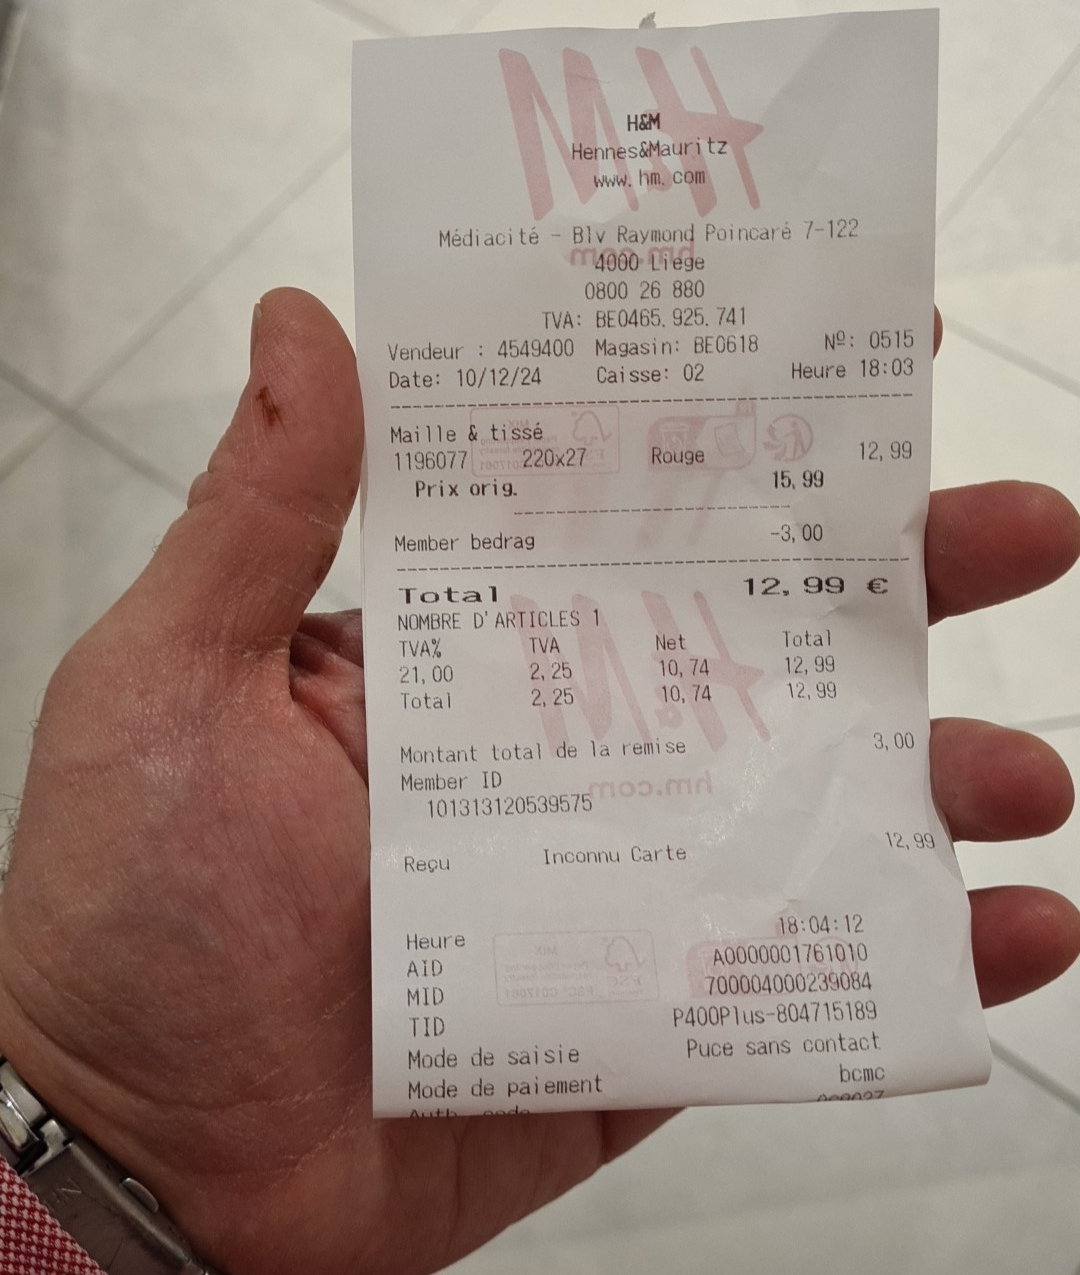 H&M
Hennes&Mauritz
www.hm.com
Médiacité - Blv Raymond Poincaré 7-122
4000 Liege
0800 26 880
TVA: BE0465.925.741
Vendeur : 4549400 Magasin: BE0618 Nº: 0515
Date: 10/12/24 Caisse: 02 Heure 18:03
Maille & tissé
1196077 220x27 Rouge 12,99
Prix orig. 15,99
Member bedrag -3,00
Total 12,99 €
NOMBRE D'ARTICLES 1
TVA% TVA Net Total
21,00 2,25 10,74 12,99
Total 2,25 10,74 12,99
Montant total de la remise 3,00
Member ID
101313120539575
Reçu Inconnu Carte 12,99
Heure 18:04:12
AID A0000001761010
MID 700004000239084
TID P400Plus-804715189
Mode de saisie Puce sans contact
Mode de paiement bcmc